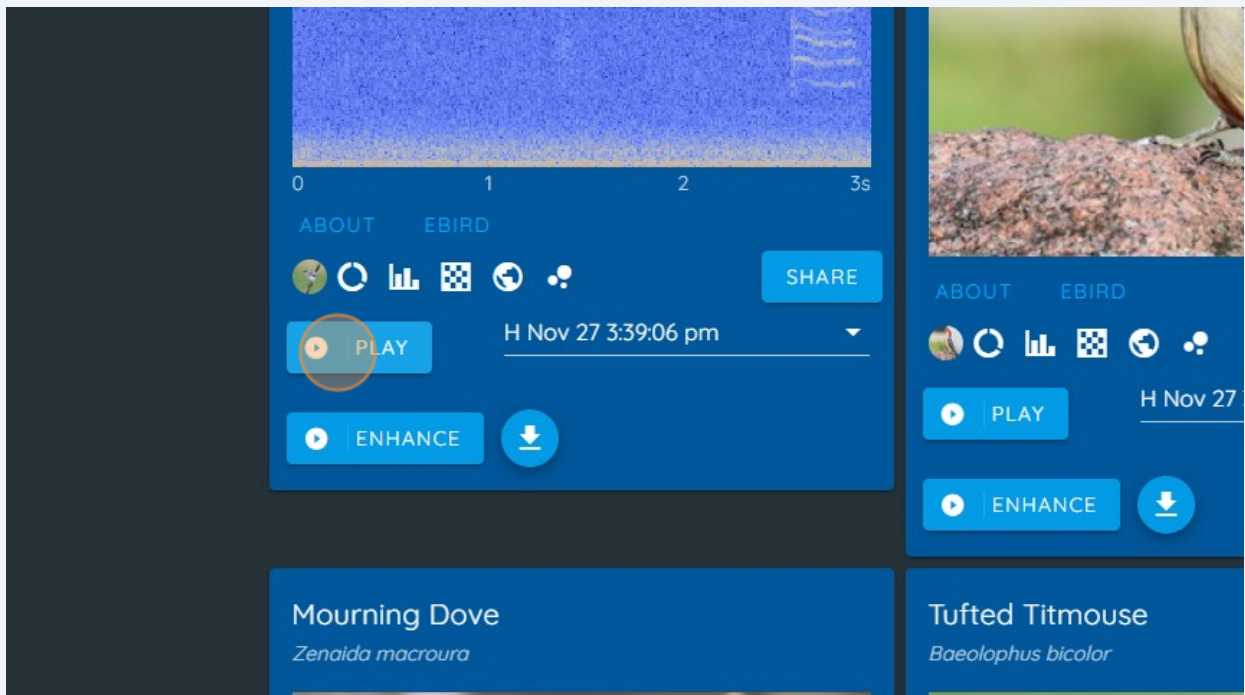 0 1 2 3s
ABOUT EBIRD
SHARE
PLAY
H Nov 27 3:39:06 pm
ENHANCE
ABOUT EBIRD
PLAY
H Nov 27
ENHANCE
Mourning Dove
Zenaida macroura
Tufted Titmouse
Baeolophus bicolor